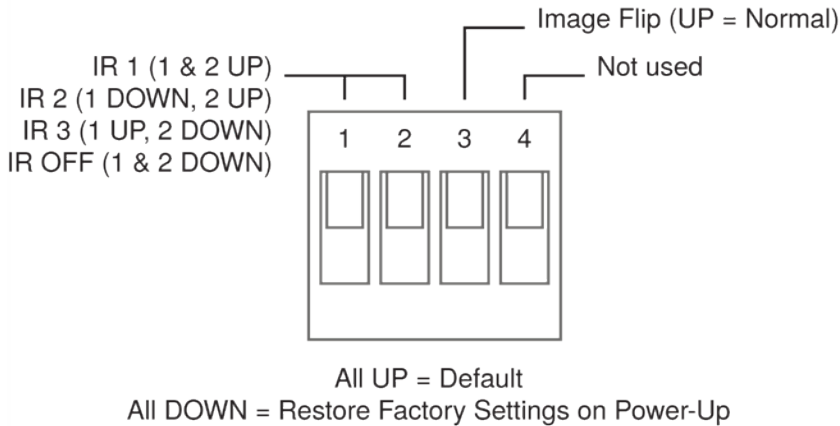 Image Flip (UP = Normal)
IR 1 (1 & 2 UP)
Not used
IR 2 (1 DOWN, 2 UP)
IR 3 (1 UP, 2 DOWN)
IR OFF (1 & 2 DOWN)
1 2 3 4
All UP = Default
All DOWN = Restore Factory Settings on Power-Up